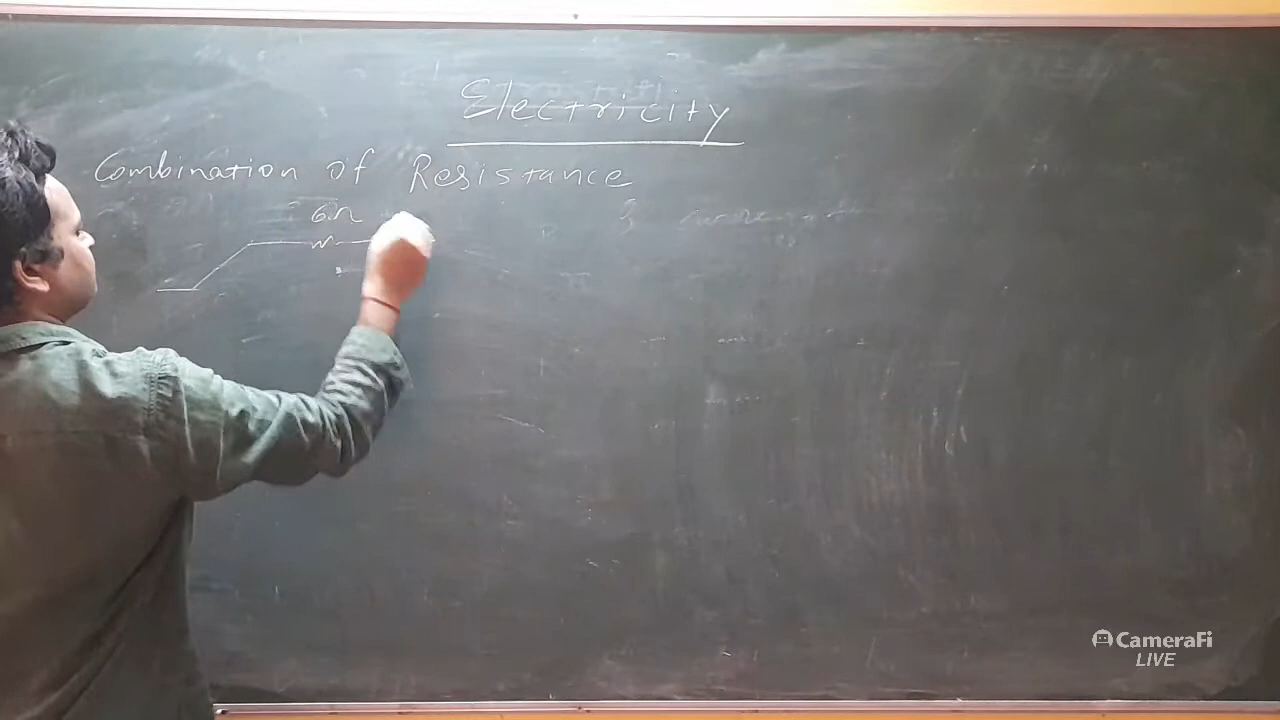 Electricity
Combination of Resistance
6Ω
CameraFi
LIVE